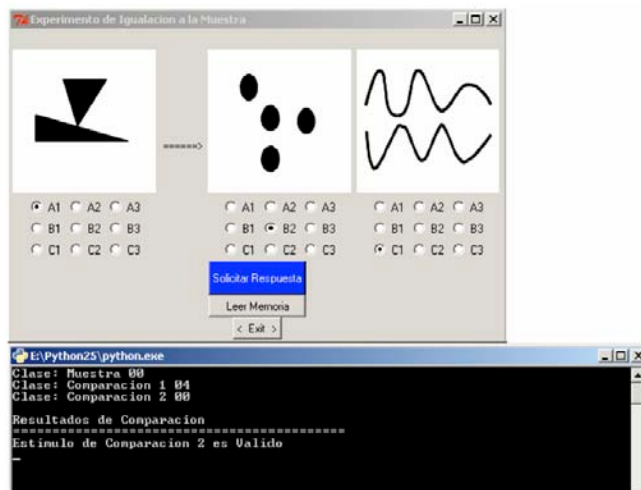 Experimento de Igualacion a la Muestra
======>
A1 A2 A3 A1 A2 A3 A1 A2 A3
B1 B2 B3 B1 B2 B3 B1 B2 B3
C1 C2 C3 C1 C2 C3 C1 C2 C3
Solicitar Respuesta
Leer Memoria
< Exit >
E:\Python25\python.exe
Clase: Muestra 00
Clase: Comparacion 1 04
Clase: Comparacion 2 00
Resultados de Comparacion
==========================================
Estimulo de Comparacion 2 es Valido